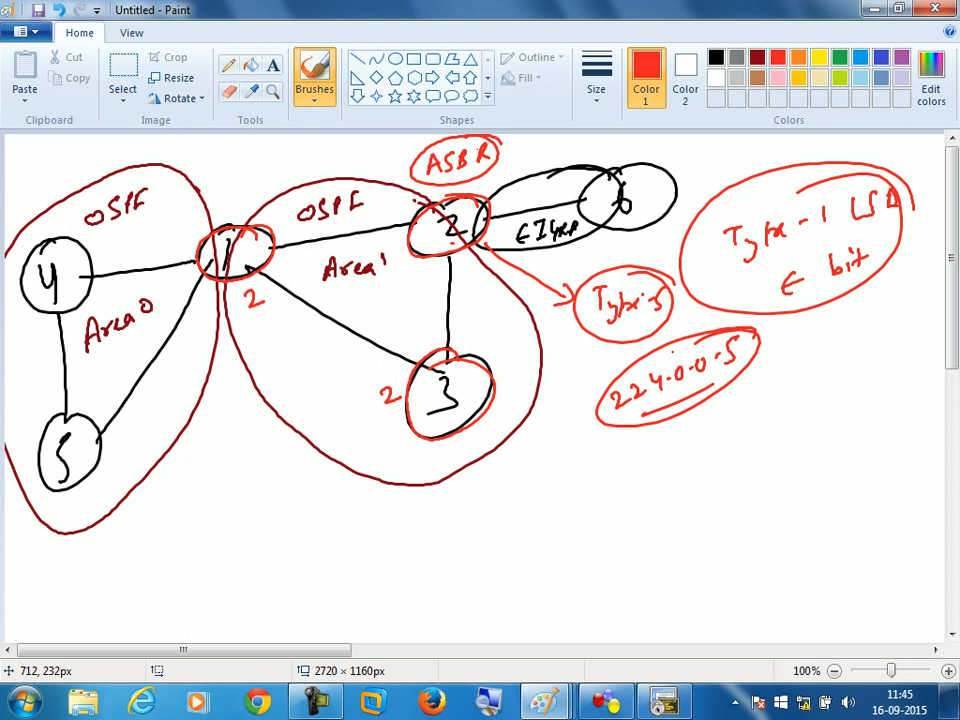 Untitled - Paint
Home
View
Cut
Copy
Paste
Clipboard
Select
Crop
Resize
Rotate
Image
A
Tools
Brushes
Shapes
Outline
Fill
Size
Color 1
Color 2
Colors
Edit colors
OSPF
OSPF
ASBR
4
1
2
6
EIGRP
Area 0
Area 1
2
Type-5
Type-1 LSA
E bit
224.0.0.5
5
2
3
712, 232px
2720 × 1160px
100%
11:45
16-09-2015